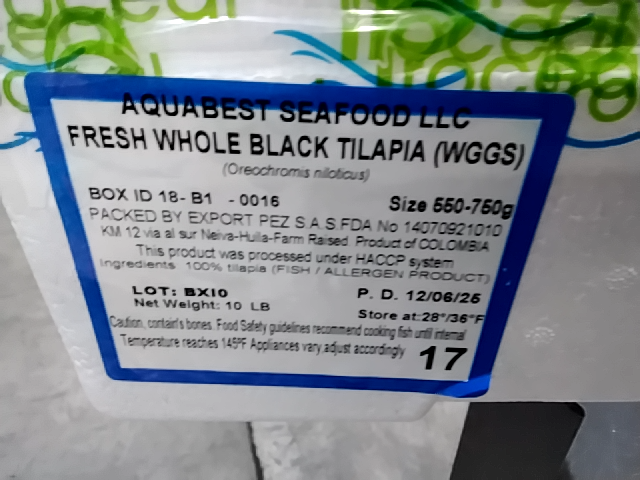 AQUABEST SEAFOOD LLC
FRESH WHOLE BLACK TILAPIA (WGGS)
(Oreochromis niloticus)
BOX ID 18- B1 - 0016
Size 550-750g
PACKED BY EXPORT PEZ S.A.S.FDA No 14070921010
KM 12 via al sur Neiva-Huila-Farm Raised Product of COLOMBIA
This product was processed under HACCP system
Ingredients 100% tilapia (FISH / ALLERGEN PRODUCT)
LOT: BXI0
P. D. 12/06/25
Net Weight: 10 LB
Store at:28°/36°F
Caution, contain's bones. Food Safety guidelines recommend cooking fish until internal
Temperature reaches 145ºF Appliances vary,adjust accordingly
17